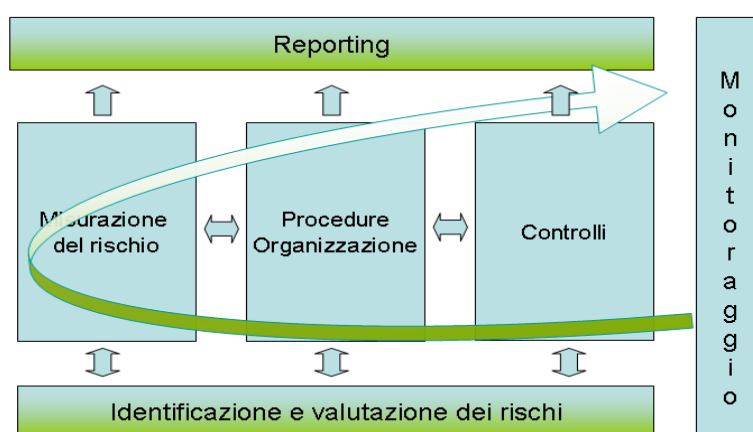 Reporting
Misurazione
del rischio
Procedure
Organizzazione
Controlli
Identificazione e valutazione dei rischi
M
o
n
i
t
o
r
a
g
g
i
o